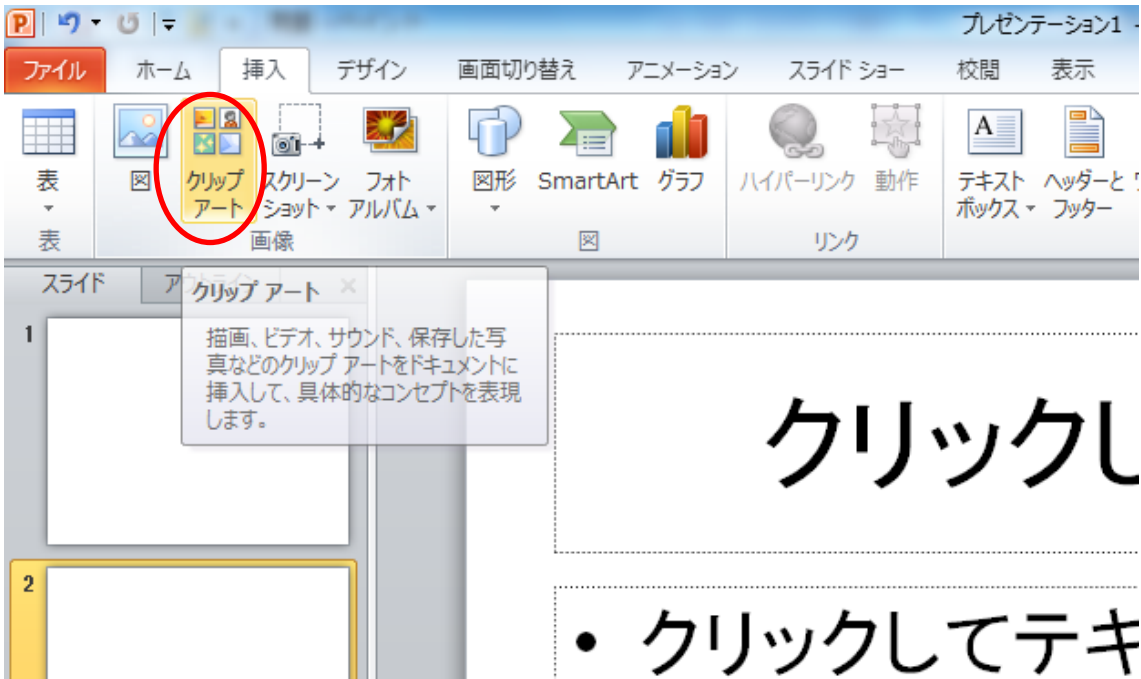 プレゼンテーション1 -
ファイル ホーム 挿入 デザイン 画面切り替え アニメーション スライド ショー 校閲 表示
表 図 クリップ アート スクリーン ショット フォト アルバム 図形 SmartArt グラフ ハイパーリンク 動作 テキスト ボックス ヘッダーと フッター
表 画像 図 リンク
スライド
クリップ アート
描画、ビデオ、サウンド、保存した写
真などのクリップ アートをドキュメントに
挿入して、具体的なコンセプトを表現
します。
1
2
クリックし
• クリックしてテキ